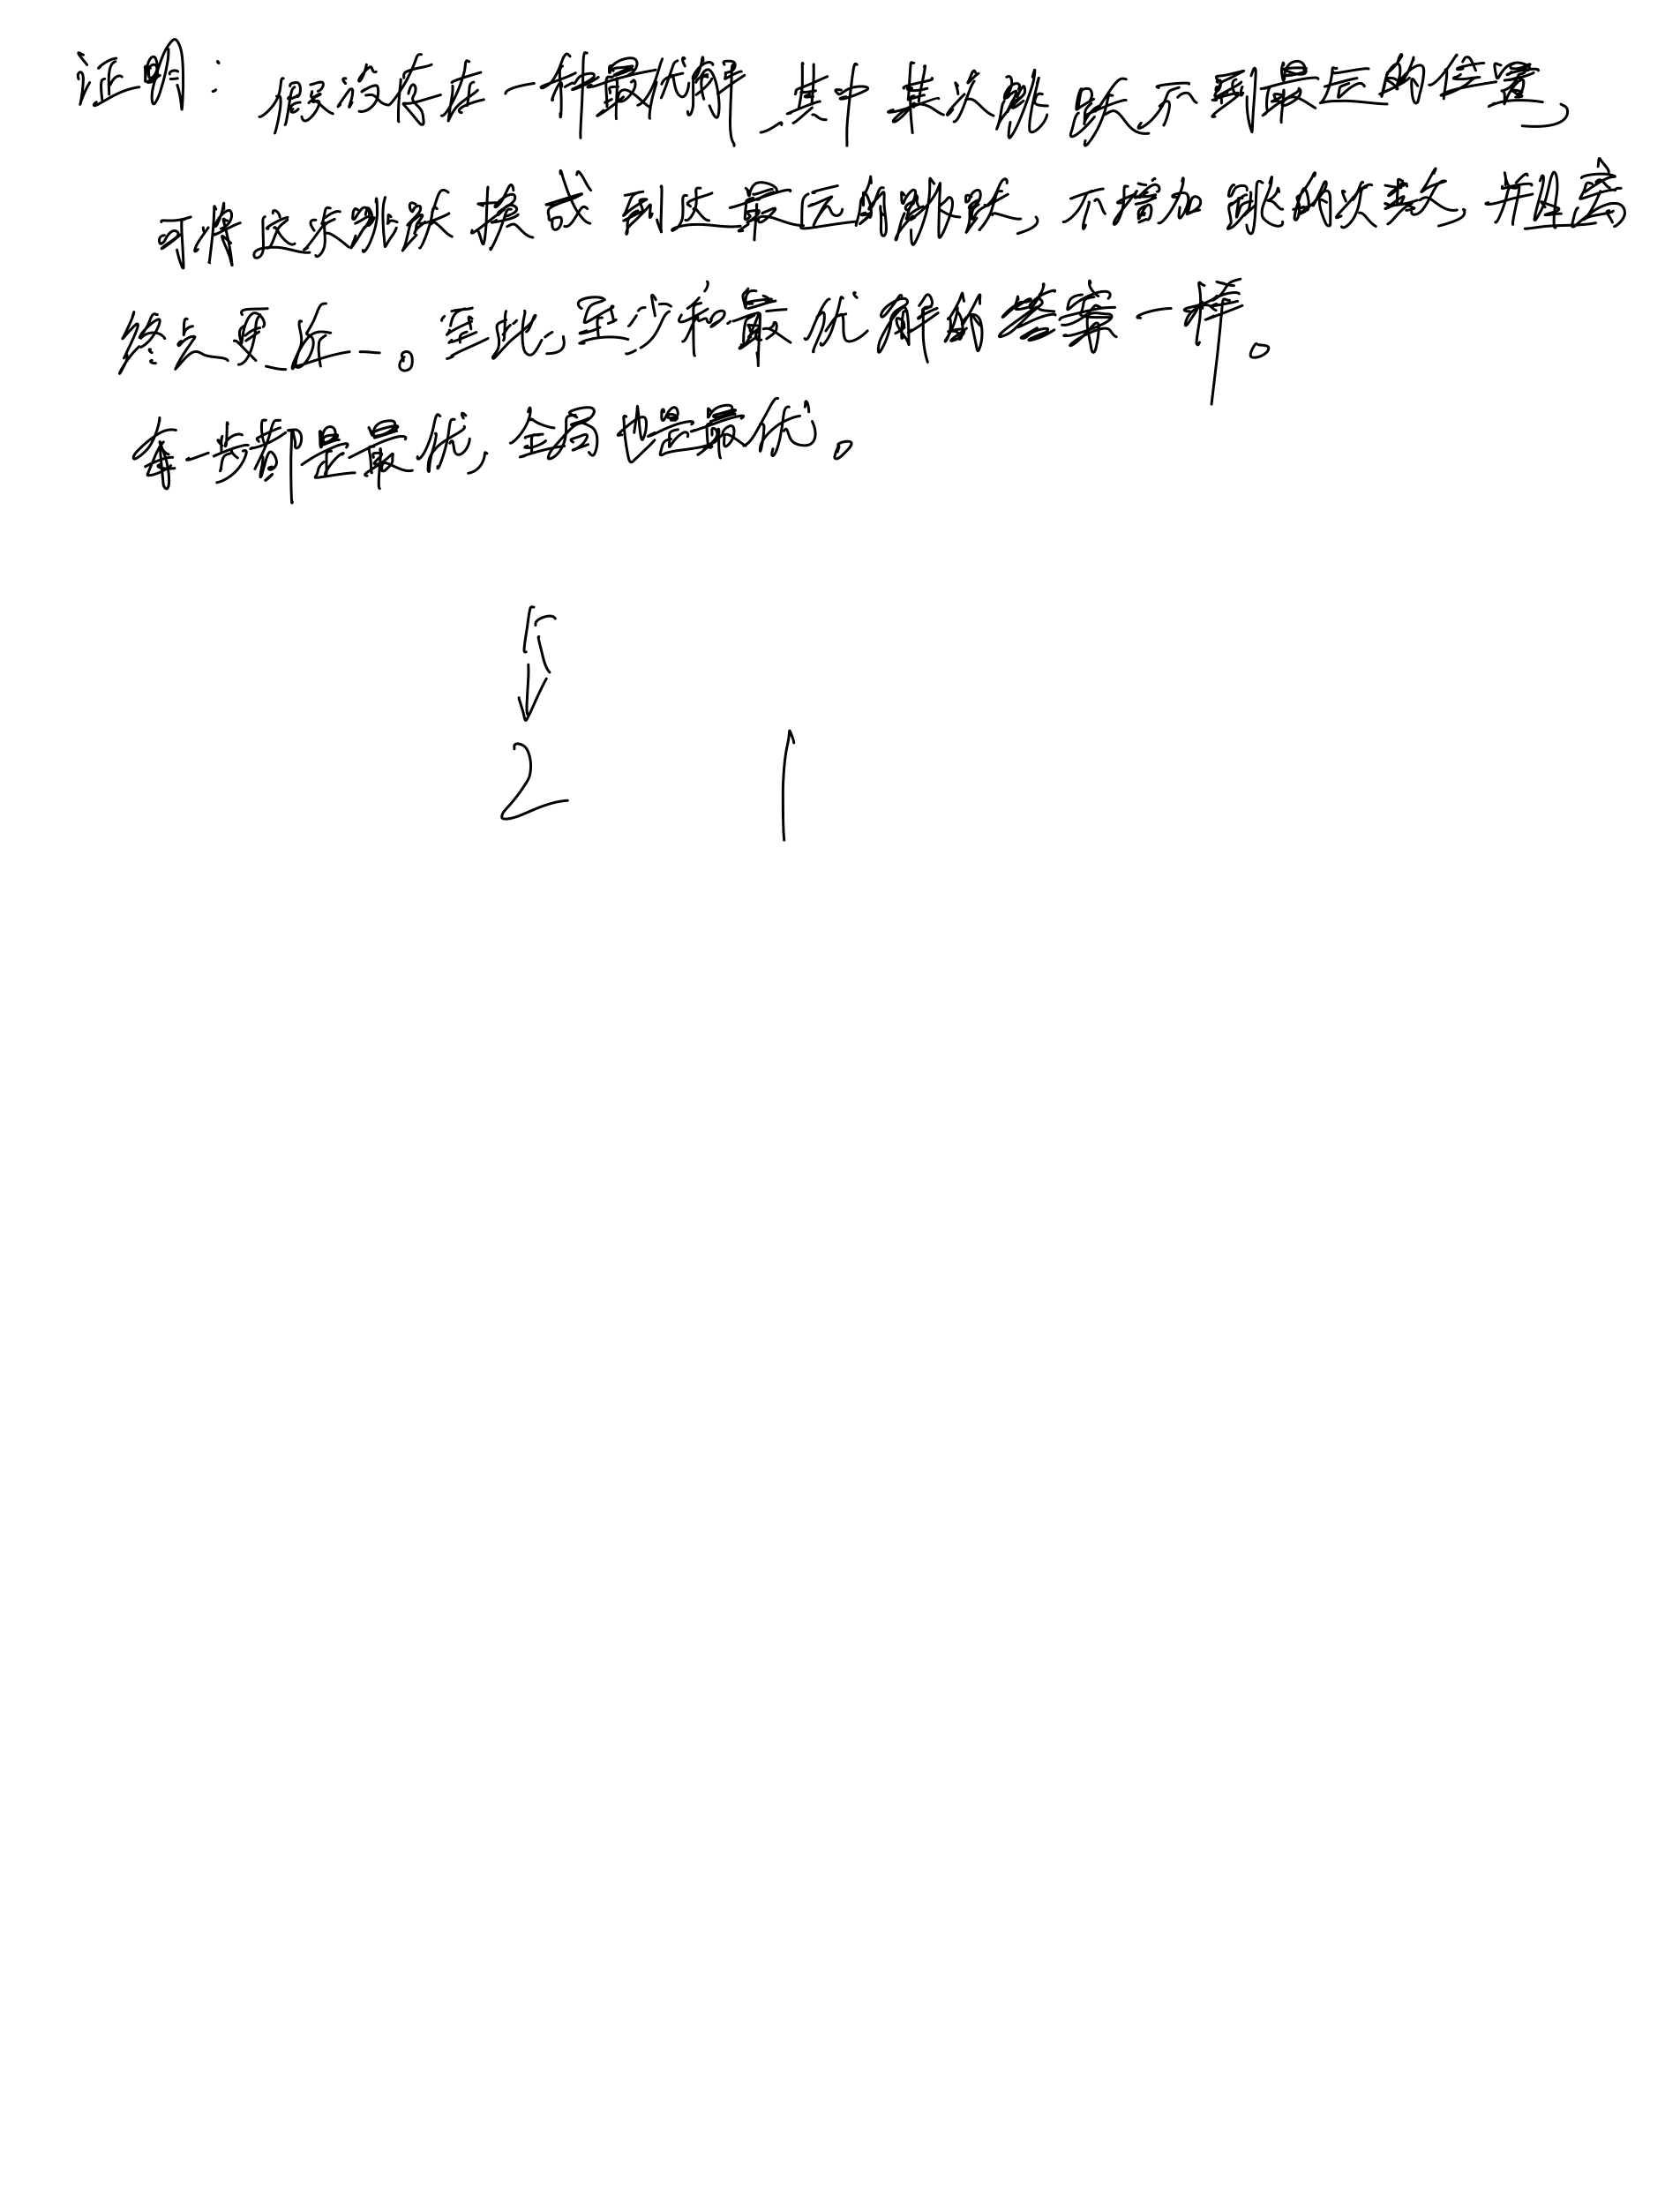 证明:假设存在一种最优解,其中某次跳跃不到最远的位置,
可将这次跳跃换成到达最远的那跳,不增加跳的次数,并且离
终点更近一。至此,至少和最优解的答案一样。
每一步都是最优,全局也是最优。
2 1